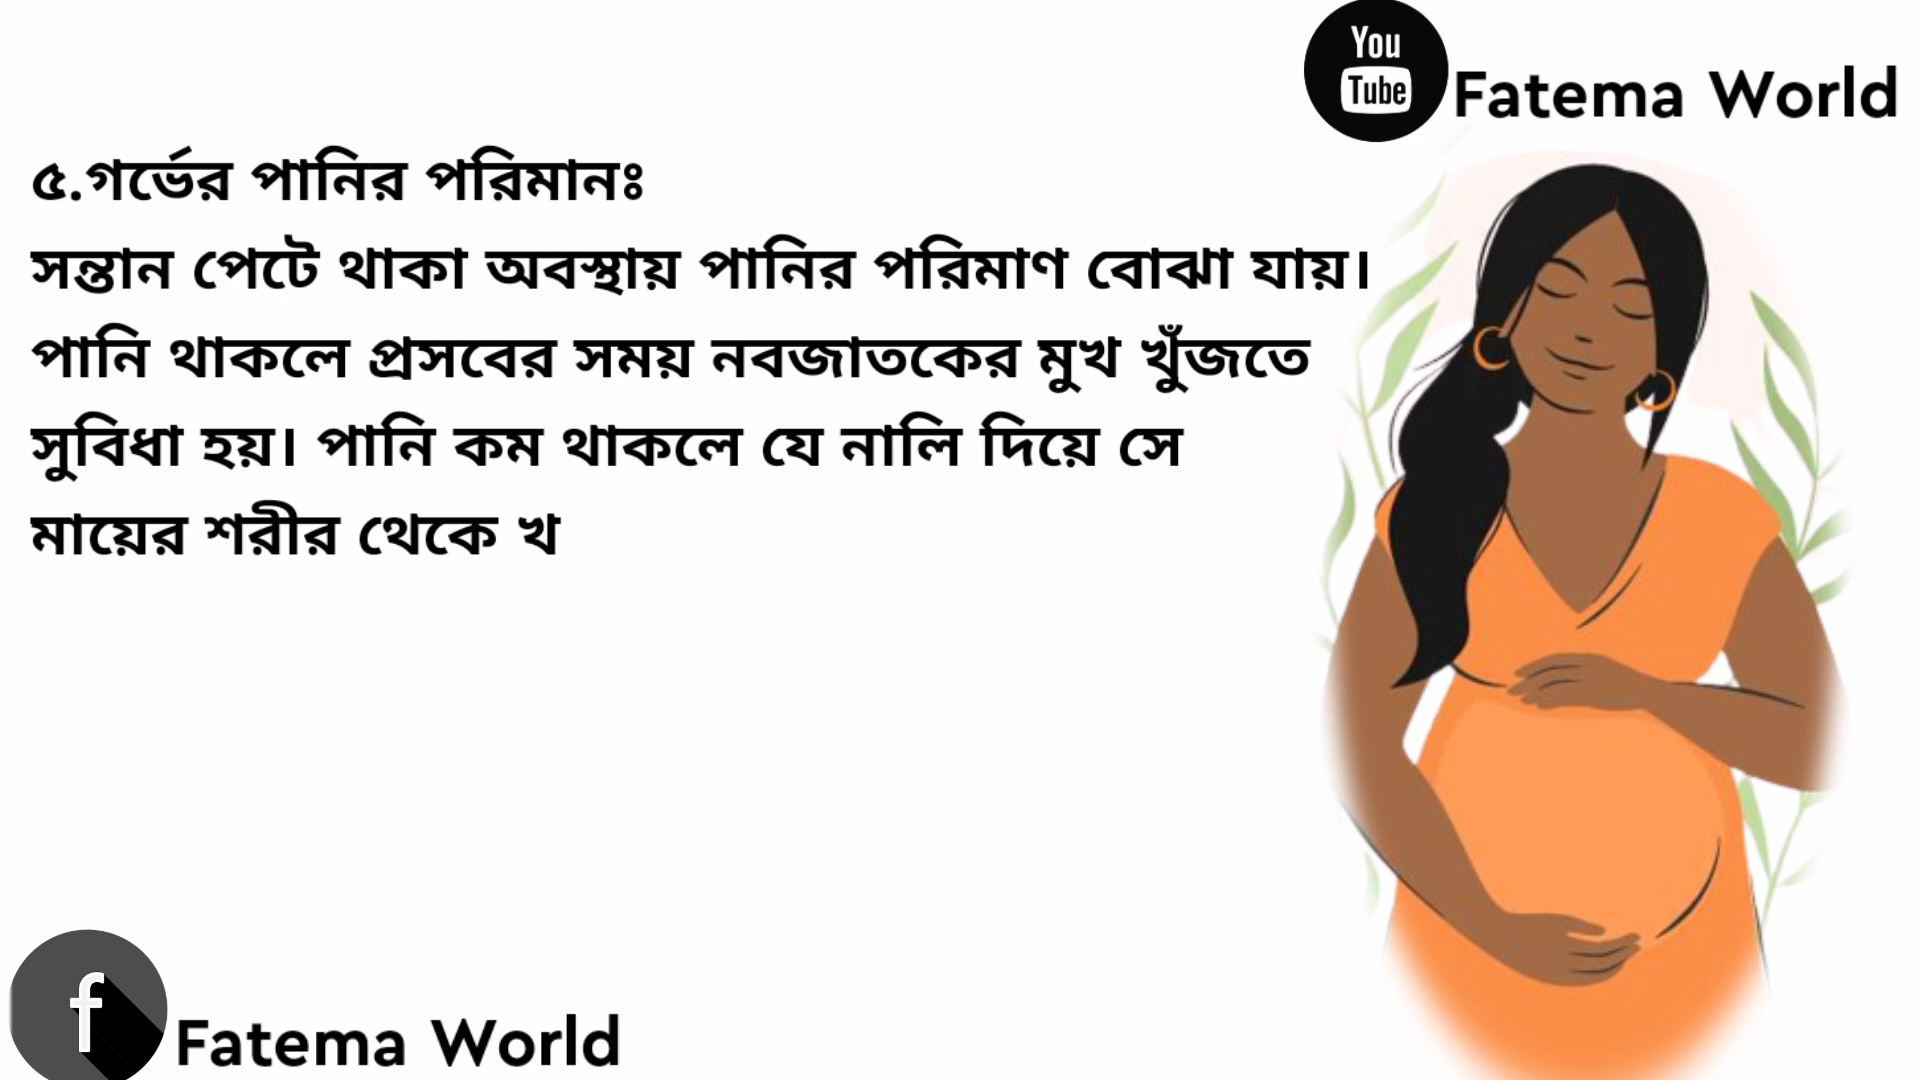 You
Tube
Fatema World
৫.গর্ভের পানির পরিমানঃ
সন্তান পেটে থাকা অবস্থায় পানির পরিমাণ বোঝা যায়।
পানি থাকলে প্রসবের সময় নবজাতকের মুখ খুঁজতে
সুবিধা হয়। পানি কম থাকলে যে নালি দিয়ে সে
মায়ের শরীর থেকে খ
f
Fatema World